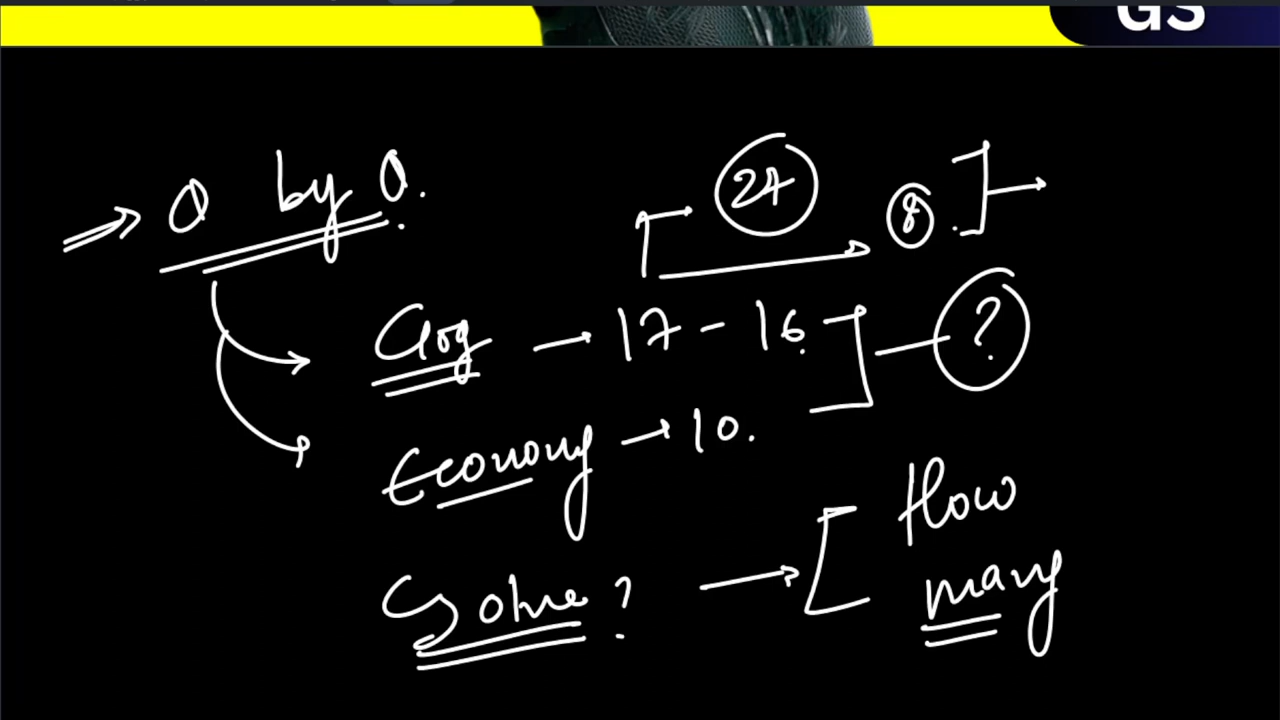 GS
⇒ Q by Q. 24 8
Geog → 17 - 16 ?
Economy → 10.
Solve? → How
many